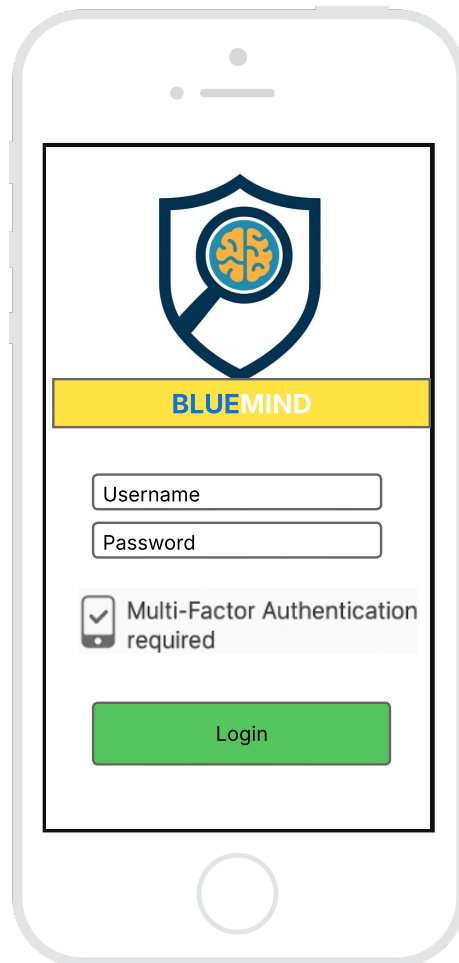 BLUEMIND
Username
Password
Multi-Factor Authentication
required
Login